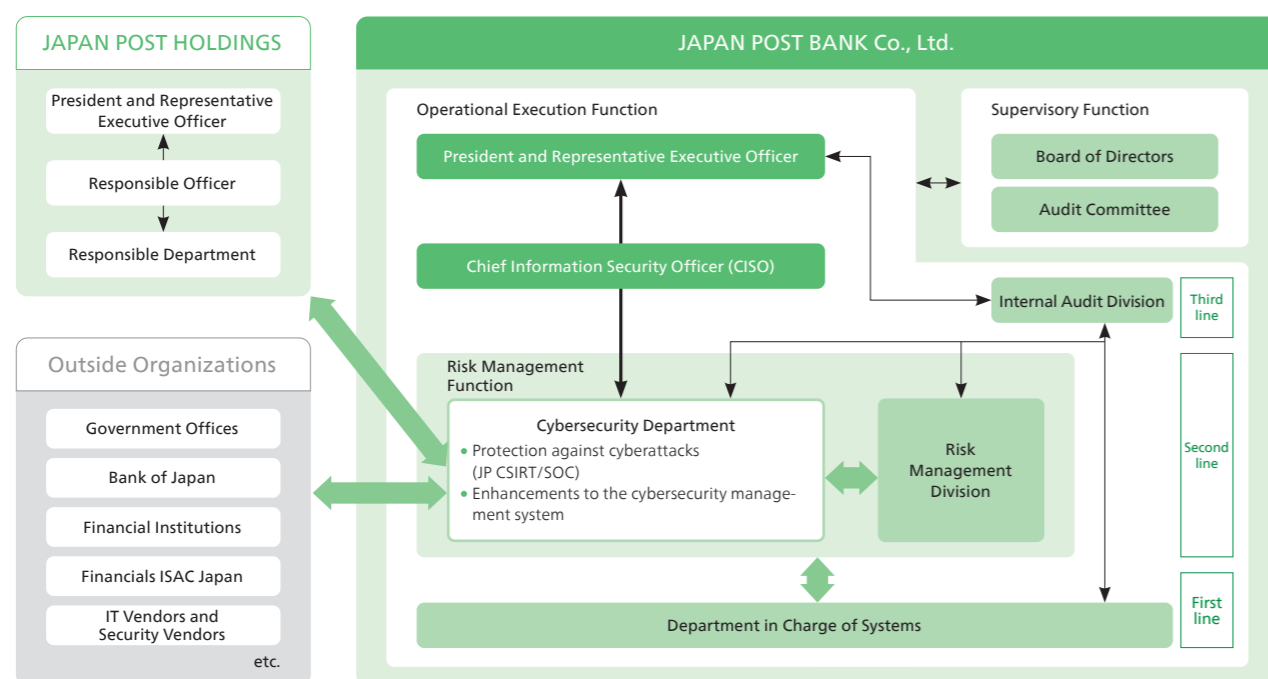 JAPAN POST HOLDINGS
President and Representative
Executive Officer
Responsible Officer
Responsible Department
Outside Organizations
Government Offices
Bank of Japan
Financial Institutions
Financials ISAC Japan
IT Vendors and
Security Vendors
etc.
JAPAN POST BANK Co., Ltd.
Operational Execution Function
President and Representative Executive Officer
Chief Information Security Officer (CISO)
Supervisory Function
Board of Directors
Audit Committee
Internal Audit Division
Third
line
Risk Management
Function
Cybersecurity Department
• Protection against cyberattacks
(JP CSIRT/SOC)
• Enhancements to the cybersecurity manage-
ment system
Risk
Management
Division
Second
line
Department in Charge of Systems
First
line